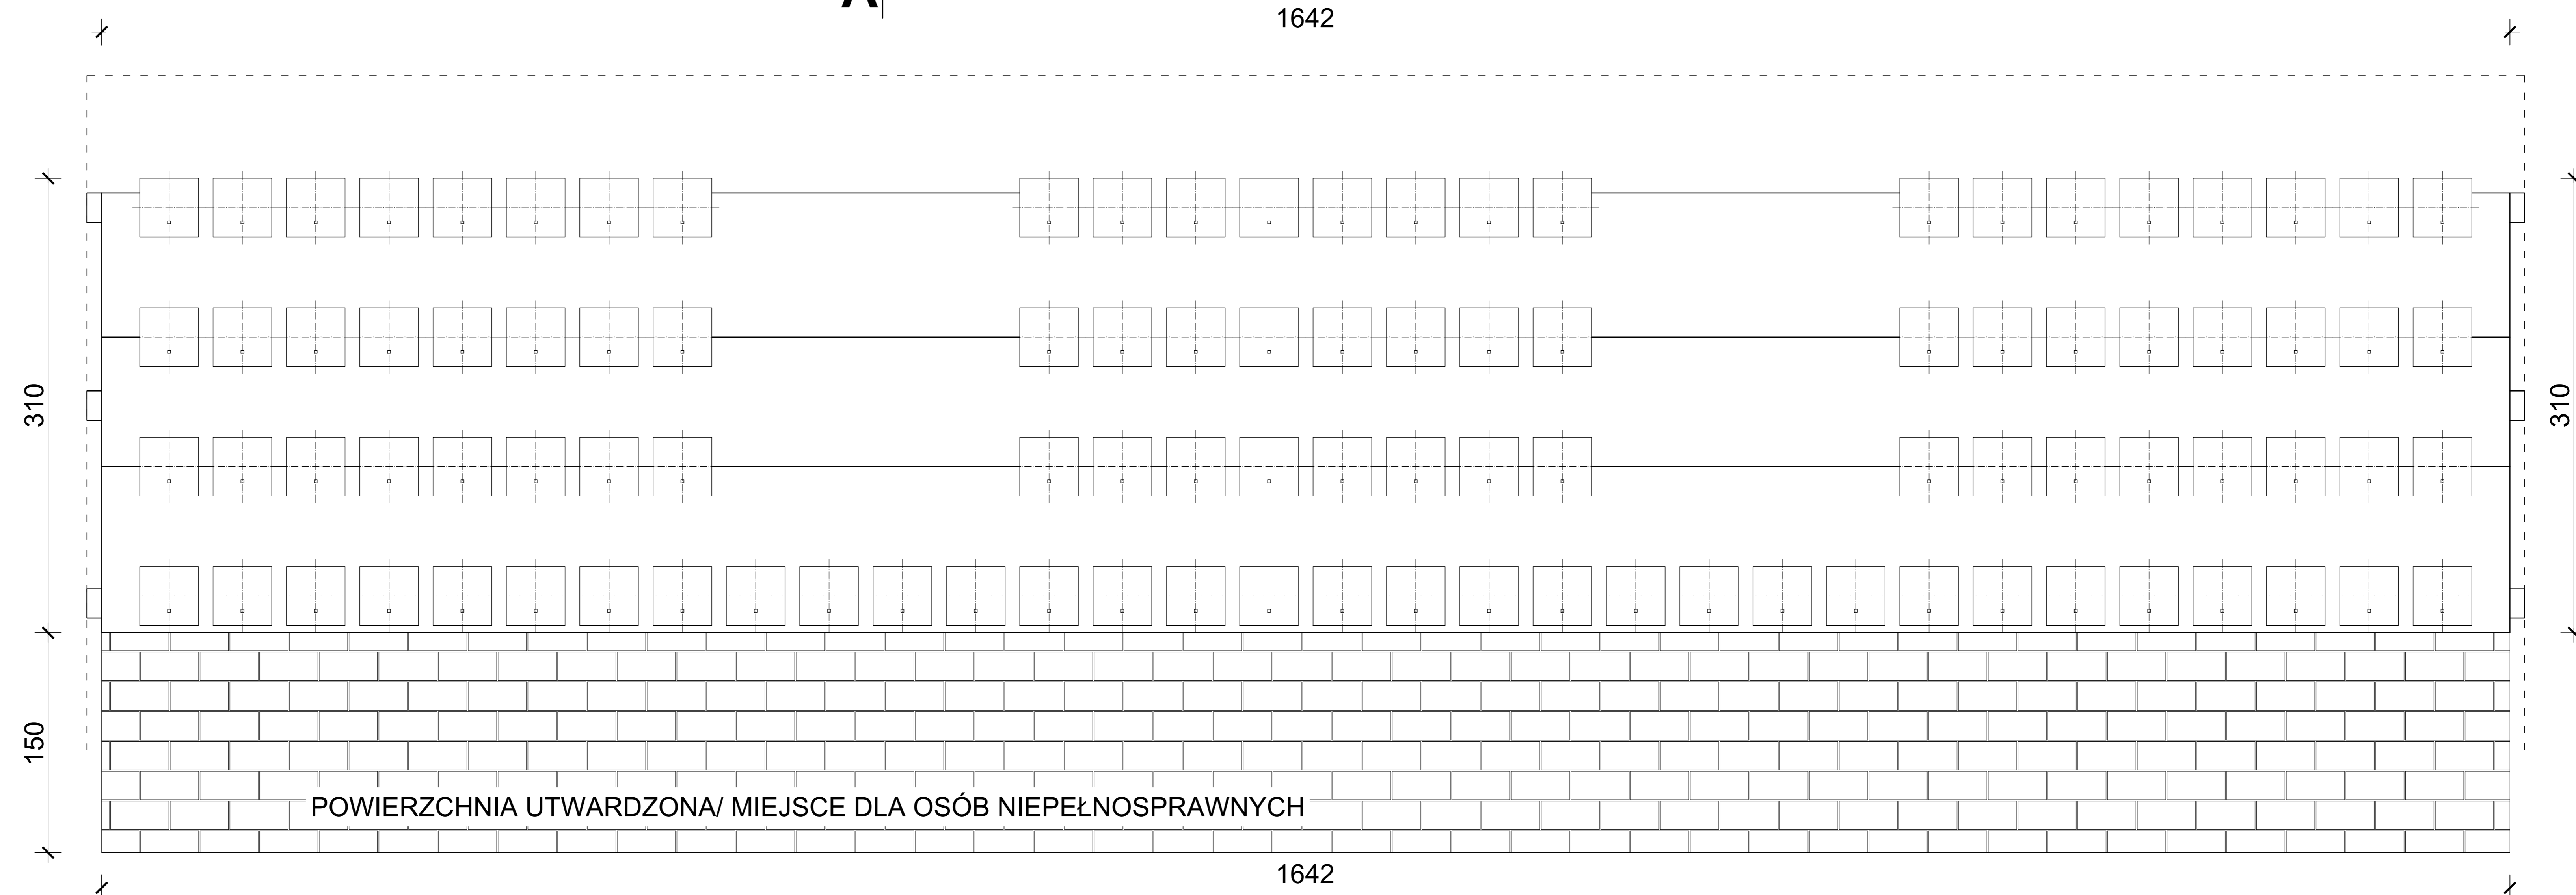 A
1642
310
310
150
POWIERZCHNIA UTWARDZONA/ MIEJSCE DLA OSÓB NIEPEŁNOSPRAWNYCH
1642